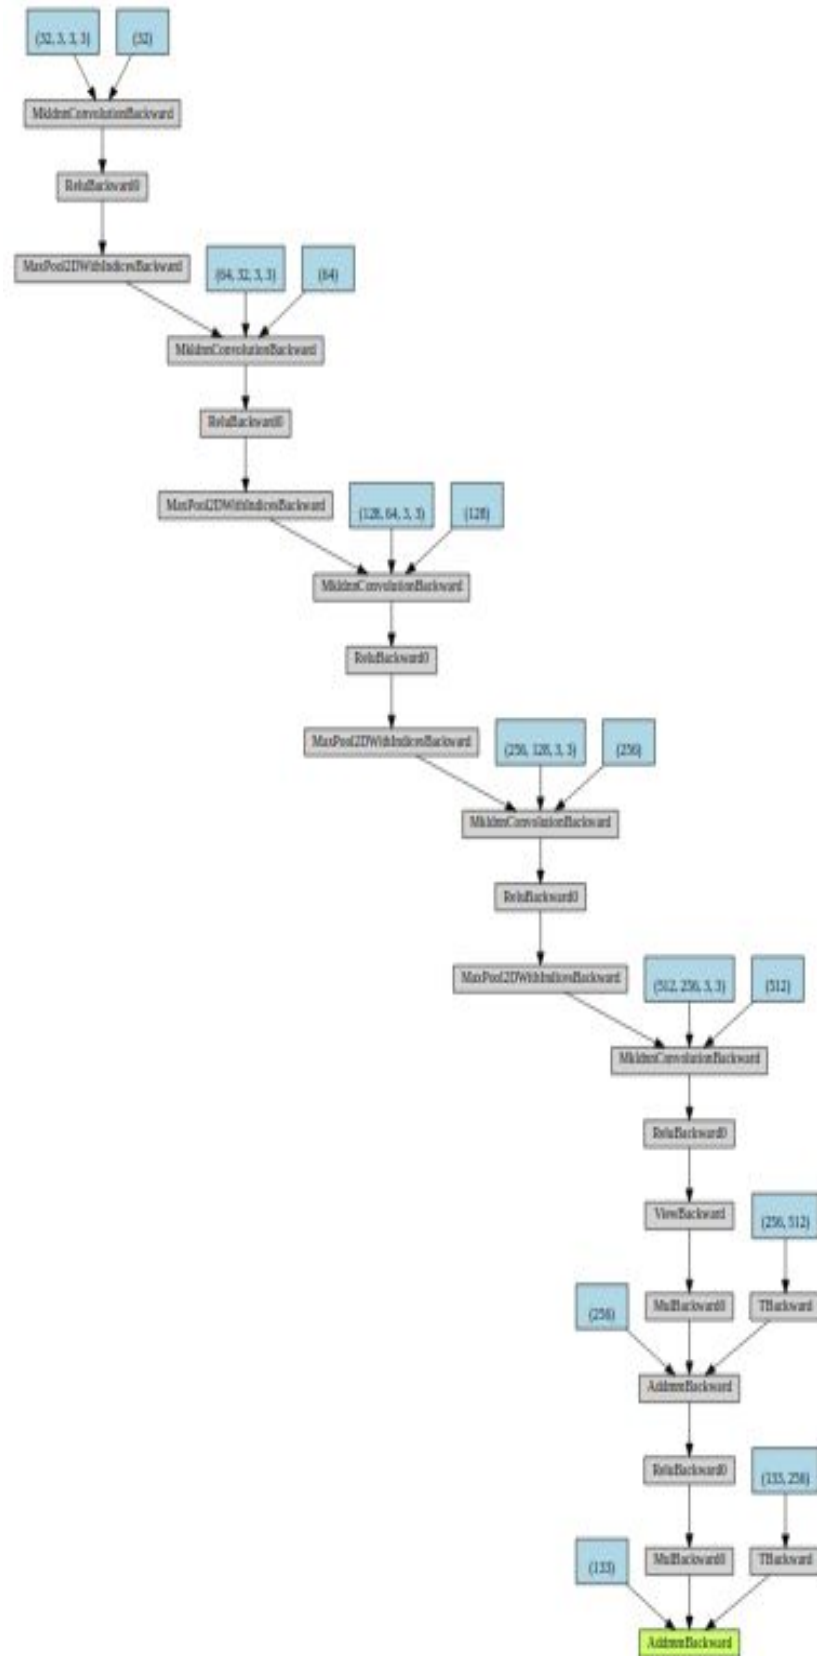 (32, 3, 3, 3) (32)
MkldnnConvolutionBackward
ReluBackward0
MaxPool2DWithIndicesBackward (64, 32, 3, 3) (64)
MkldnnConvolutionBackward
ReluBackward0
MaxPool2DWithIndicesBackward (128, 64, 3, 3) (128)
MkldnnConvolutionBackward
ReluBackward0
MaxPool2DWithIndicesBackward (256, 128, 3, 3) (256)
MkldnnConvolutionBackward
ReluBackward0
MaxPool2DWithIndicesBackward (512, 256, 3, 3) (512)
MkldnnConvolutionBackward
ReluBackward0
ViewBackward (256, 512)
(256) MulBackward0 TBackward
AddmmBackward
ReluBackward0 (133, 256)
(133) MulBackward0 TBackward
AddmmBackward